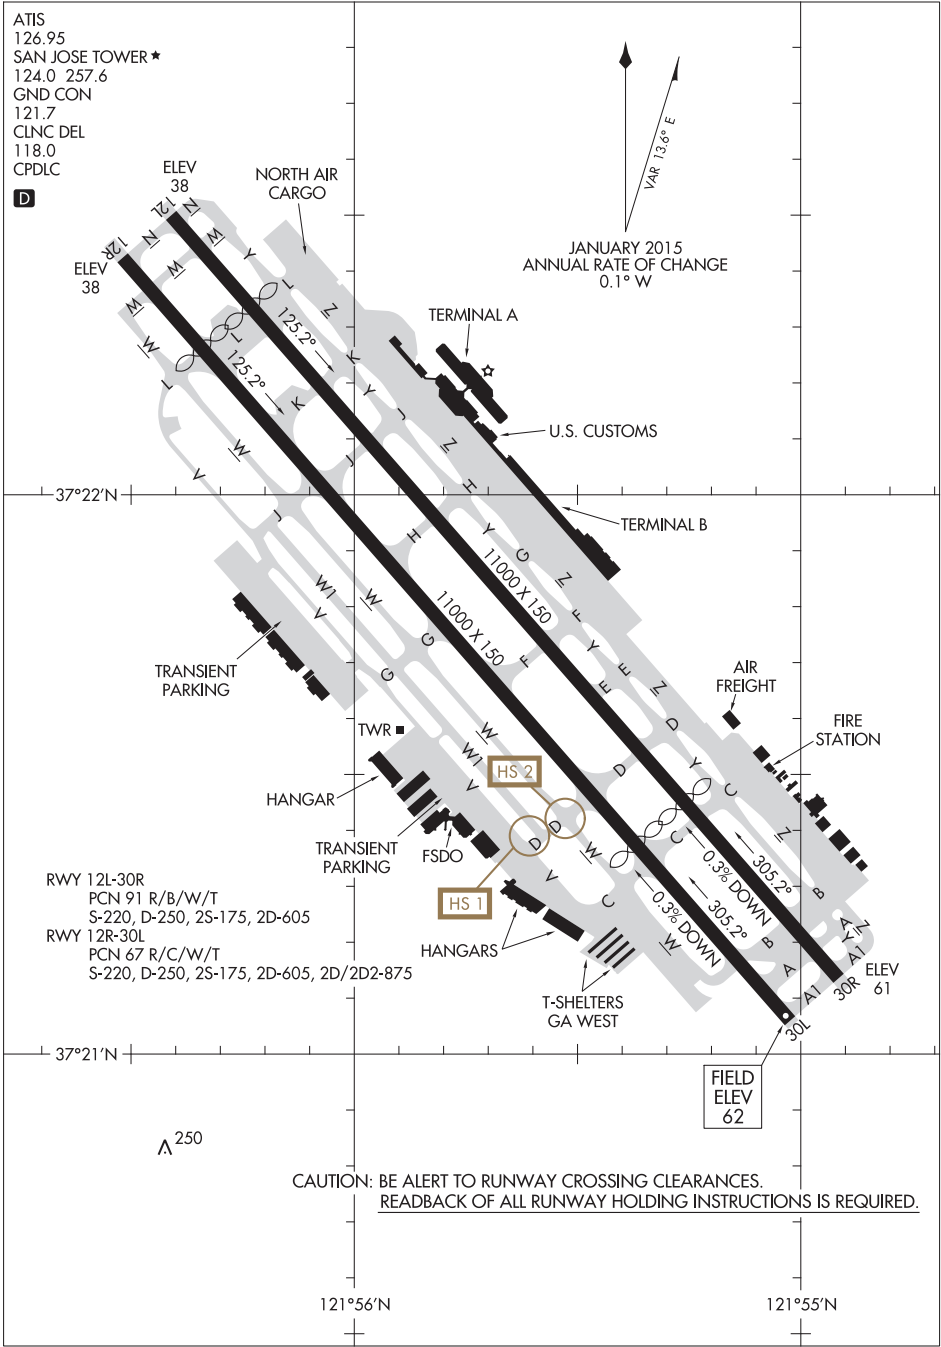 ATIS
126.95
SAN JOSE TOWER ★
124.0 257.6
GND CON
121.7
CLNC DEL
118.0
CPDLC
D
ELEV
38
NORTH AIR
CARGO
VAR 13.6° E
JANUARY 2015
ANNUAL RATE OF CHANGE
0.1° W
12L
N
12R
N
W
W
Y
ELEV
38
W
W
L
Z
L
L
125.2°
125.2°
TERMINAL A
K
Y
J
K
U.S. CUSTOMS
Z
W
J
V
H
37°22'N
TERMINAL B
J
H
Y
G
Z
11000 X 150
11000 X 150
W1
V
W
F
G
Y
F
E
E
Z
G
TRANSIENT
PARKING
AIR
FREIGHT
D
FIRE
STATION
TWR
W
W1
V
Y
D
C
HS 2
HANGAR
D
D
Z
C
TRANSIENT
PARKING
FSDO
W
V
305.2°
0.3% DOWN
RWY 12L-30R
PCN 91 R/B/W/T
S-220, D-250, 2S-175, 2D-605
RWY 12R-30L
PCN 67 R/C/W/T
S-220, D-250, 2S-175, 2D-605, 2D/2D2-875
HS 1
C
B
305.2°
0.3% DOWN
HANGARS
W
B
A
Z
Y
A1
A
ELEV
61
30R
A1
T-SHELTERS
GA WEST
30L
37°21'N
FIELD
ELEV
62
250
CAUTION: BE ALERT TO RUNWAY CROSSING CLEARANCES.
READBACK OF ALL RUNWAY HOLDING INSTRUCTIONS IS REQUIRED.
121°56'N
121°55'N